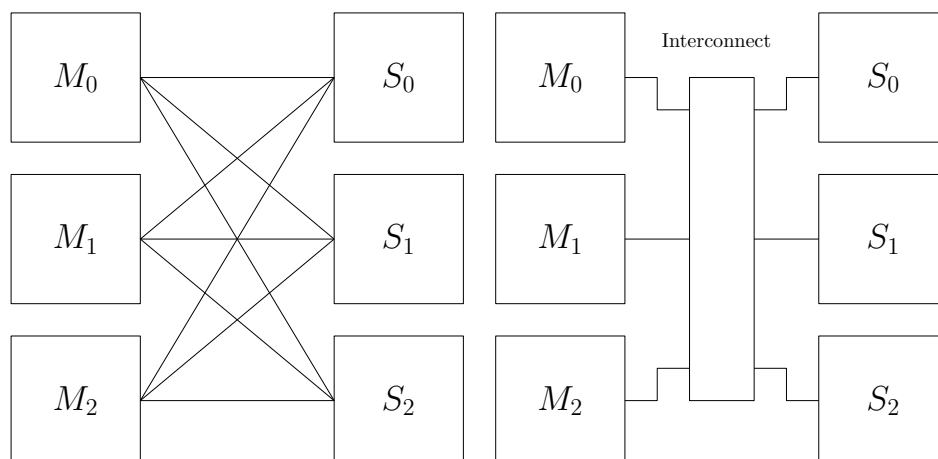 Interconnect
M₀ S₀ M₀ S₀
M₁ S₁ M₁ S₁
M₂ S₂ M₂ S₂